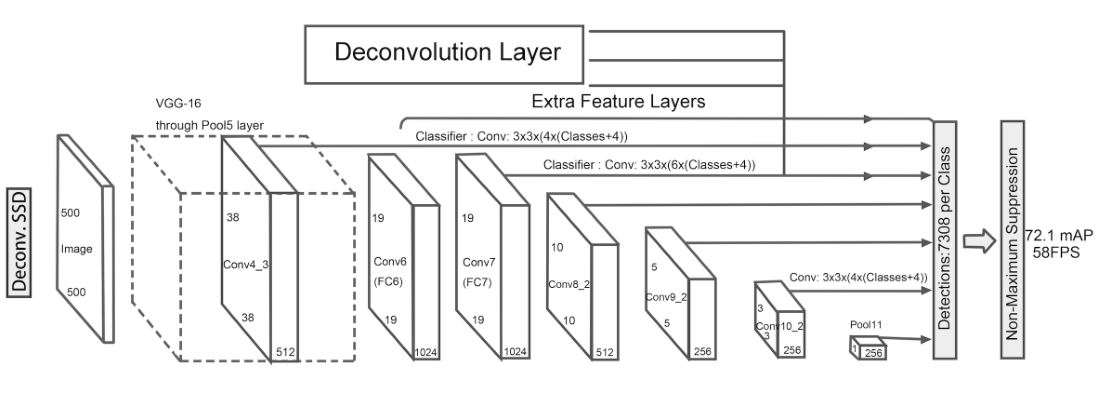 Deconvolution Layer
Extra Feature Layers
VGG-16
through Pool5 layer
Classifier : Conv: 3x3x(4x(Classes+4))
Classifier : Conv: 3x3x(6x(Classes+4))
Deconv. SSD
500
Image
500
38
Conv4_3
38
512
19
Conv6
(FC6)
19
1024
19
Conv7
(FC7)
19
1024
10
Conv8_2
10
512
5
Conv9_2
5
256
Conv: 3x3x(4x(Classes+4))
3
Conv10_2
3
256
Pool11
1
256
Detections:7308 per Class
Non-Maximum Suppression
72.1 mAP
58FPS